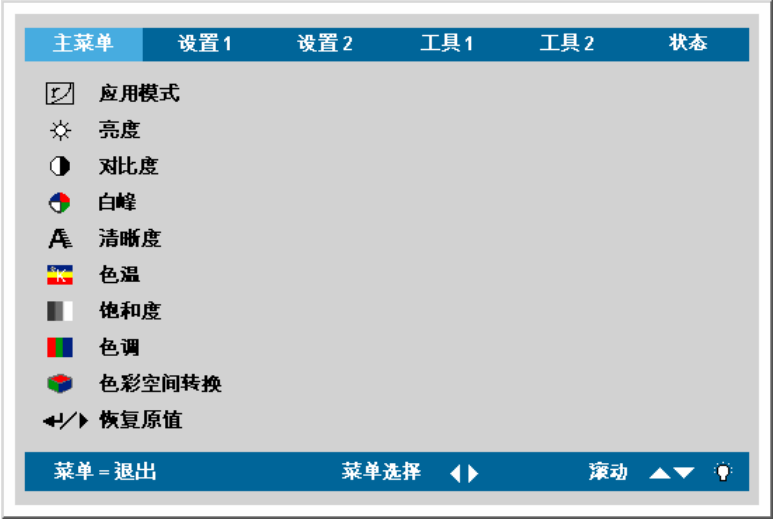 主菜单 设置1 设置2 工具1 工具2 状态
应用模式
亮度
对比度
白峰
清晰度
色温
饱和度
色调
色彩空间转换
恢复原值
菜单=退出 菜单选择 滚动